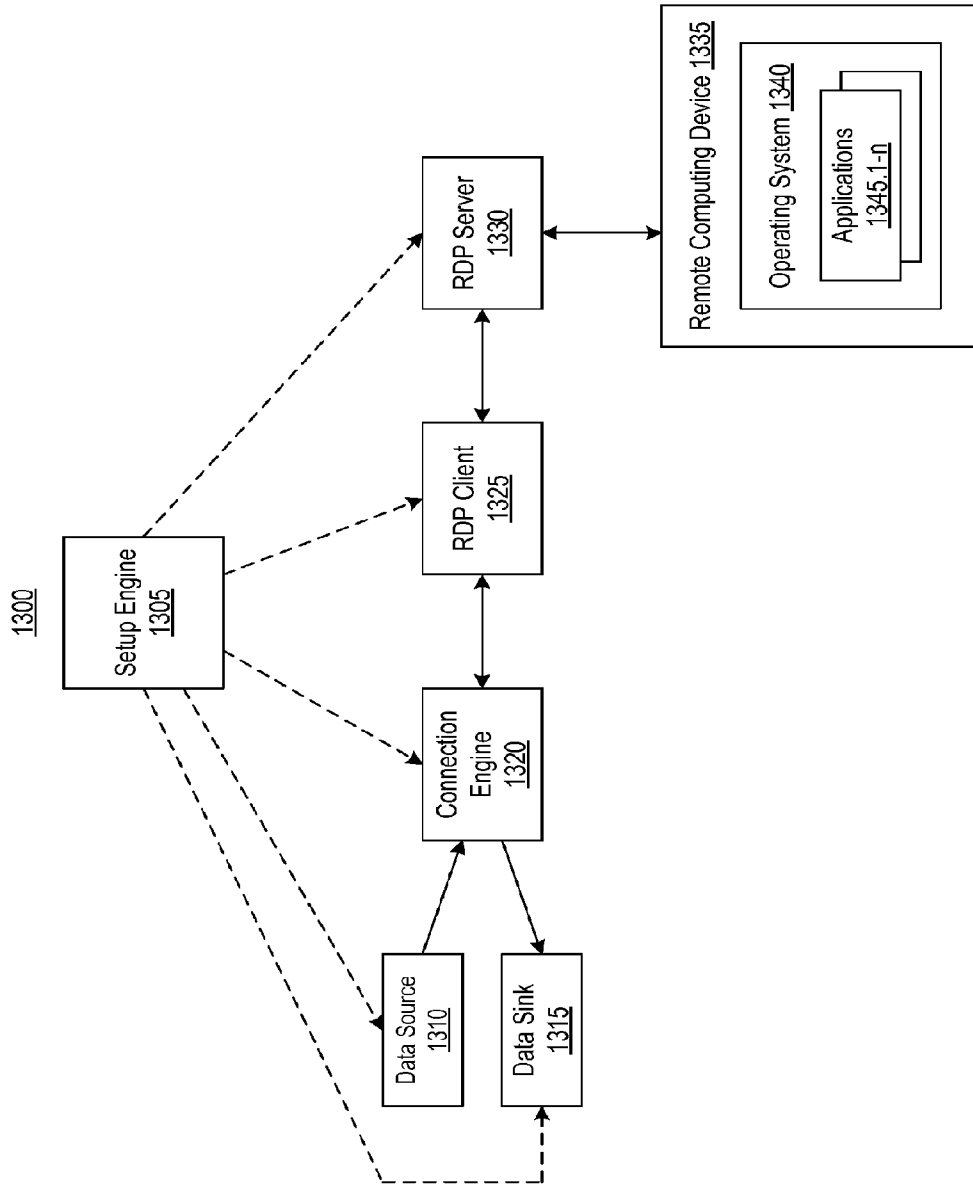 1300
Setup Engine
1305
Data Source
1310
Data Sink
1315
Connection
Engine
1320
RDP Client
1325
RDP Server
1330
Remote Computing Device 1335
Operating System 1340
Applications
1345.1-n